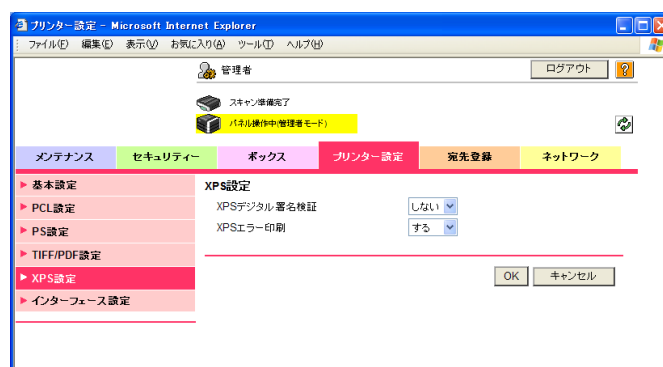 プリンター設定 - Microsoft Internet Explorer
ファイル(F) 編集(E) 表示(V) お気に入り(A) ツール(T) ヘルプ(H)
管理者 ログアウト ?
スキャン準備完了
パネル操作中(管理者モード)
メンテナンス セキュリティー ボックス プリンター設定 宛先登録 ネットワーク
基本設定
PCL設定
PS設定
TIFF/PDF設定
XPS設定
インターフェース設定
XPS設定
XPSデジタル署名検証 しない
XPSエラー印刷 する
OK キャンセル